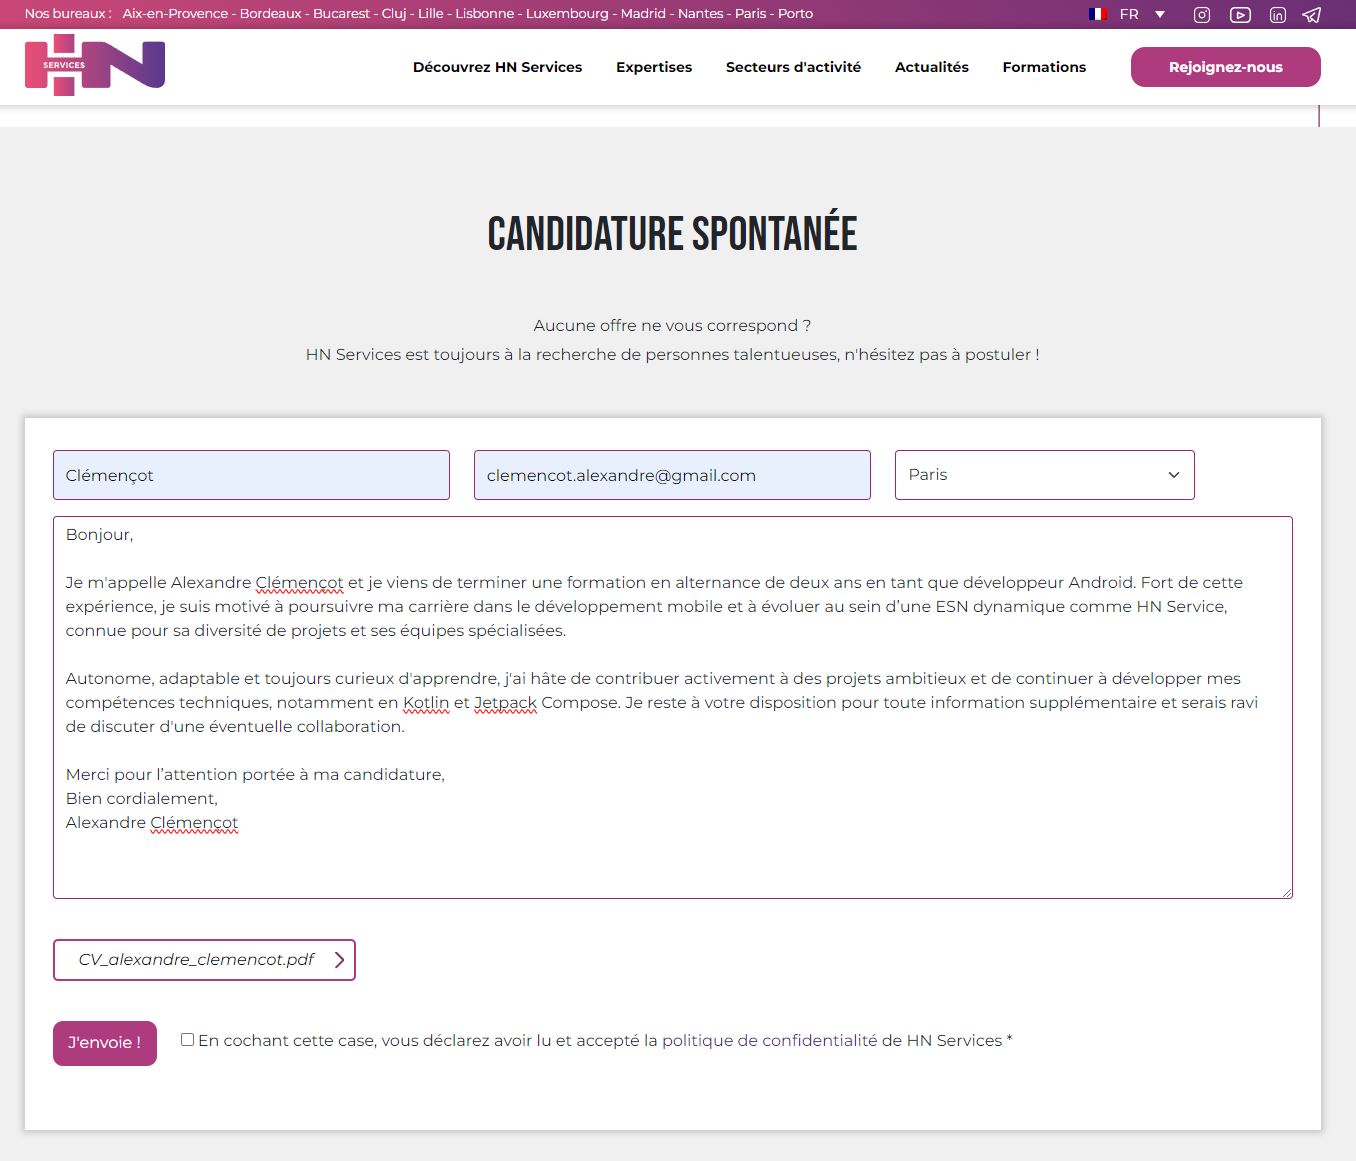 Nos bureaux : Aix-en-Provence - Bordeaux - Bucarest - Cluj - Lille - Lisbonne - Luxembourg - Madrid - Nantes - Paris - Porto
FR
HN
SERVICES
Découvrez HN Services
Expertises
Secteurs d'activité
Actualités
Formations
Rejoignez-nous
CANDIDATURE SPONTANÉE
Aucune offre ne vous correspond ?
HN Services est toujours à la recherche de personnes talentueuses, n'hésitez pas à postuler !
Clémençot
clemencot.alexandre@gmail.com
Paris
Bonjour,
Je m'appelle Alexandre Clémençot et je viens de terminer une formation en alternance de deux ans en tant que développeur Android. Fort de cette
expérience, je suis motivé à poursuivre ma carrière dans le développement mobile et à évoluer au sein d’une ESN dynamique comme HN Service,
connue pour sa diversité de projets et ses équipes spécialisées.
Autonome, adaptable et toujours curieux d'apprendre, j'ai hâte de contribuer activement à des projets ambitieux et de continuer à développer mes
compétences techniques, notamment en Kotlin et Jetpack Compose. Je reste à votre disposition pour toute information supplémentaire et serais ravi
de discuter d'une éventuelle collaboration.
Merci pour l’attention portée à ma candidature,
Bien cordialement,
Alexandre Clémençot
CV_alexandre_clemencot.pdf
J'envoie !
En cochant cette case, vous déclarez avoir lu et accepté la politique de confidentialité de HN Services *